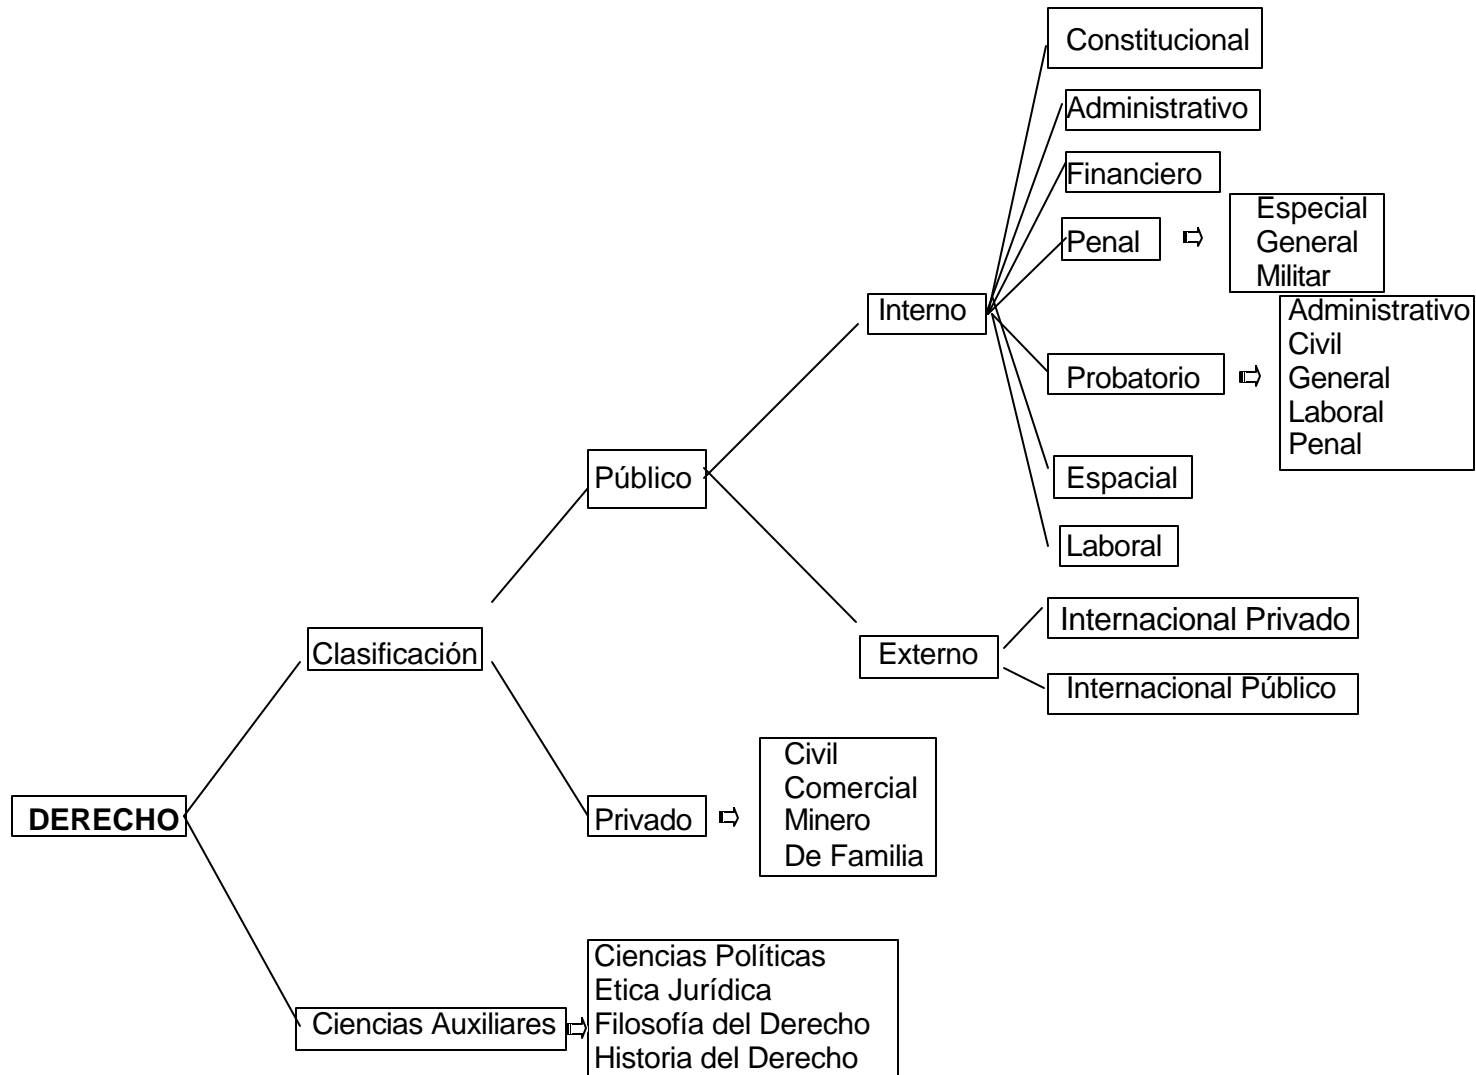 Constitucional
Administrativo
Financiero
Penal
Especial
General
Militar
Interno
Administrativo
Civil
General
Laboral
Penal
Probatorio
Público
Espacial
Laboral
Internacional Privado
Clasificación
Externo
Internacional Público
Civil
Comercial
Minero
De Familia
DERECHO
Privado
Ciencias Políticas
Etica Jurídica
Filosofía del Derecho
Historia del Derecho
Ciencias Auxiliares